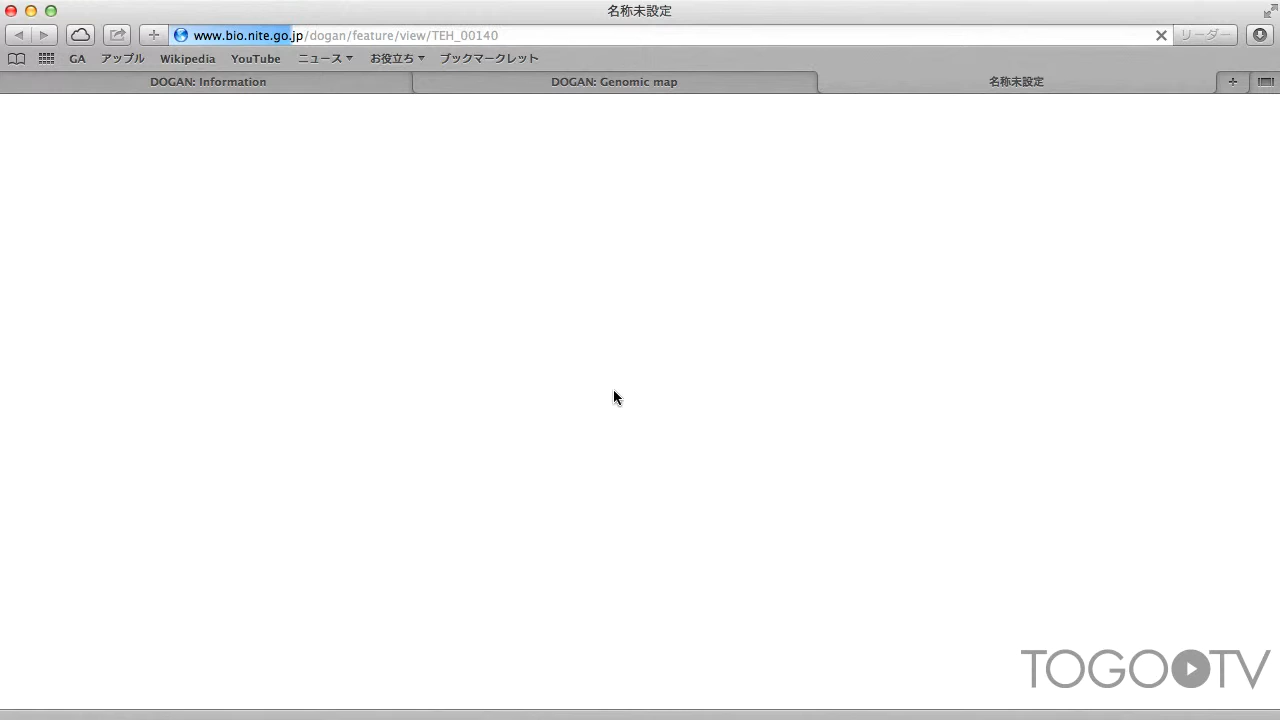 名称未設定
www.bio.nite.go.jp/dogan/feature/view/TEH_00140
リーダー
GA アップル Wikipedia YouTube ニュース お役立ち ブックマークレット
DOGAN: Information DOGAN: Genomic map 名称未設定
TOGO TV